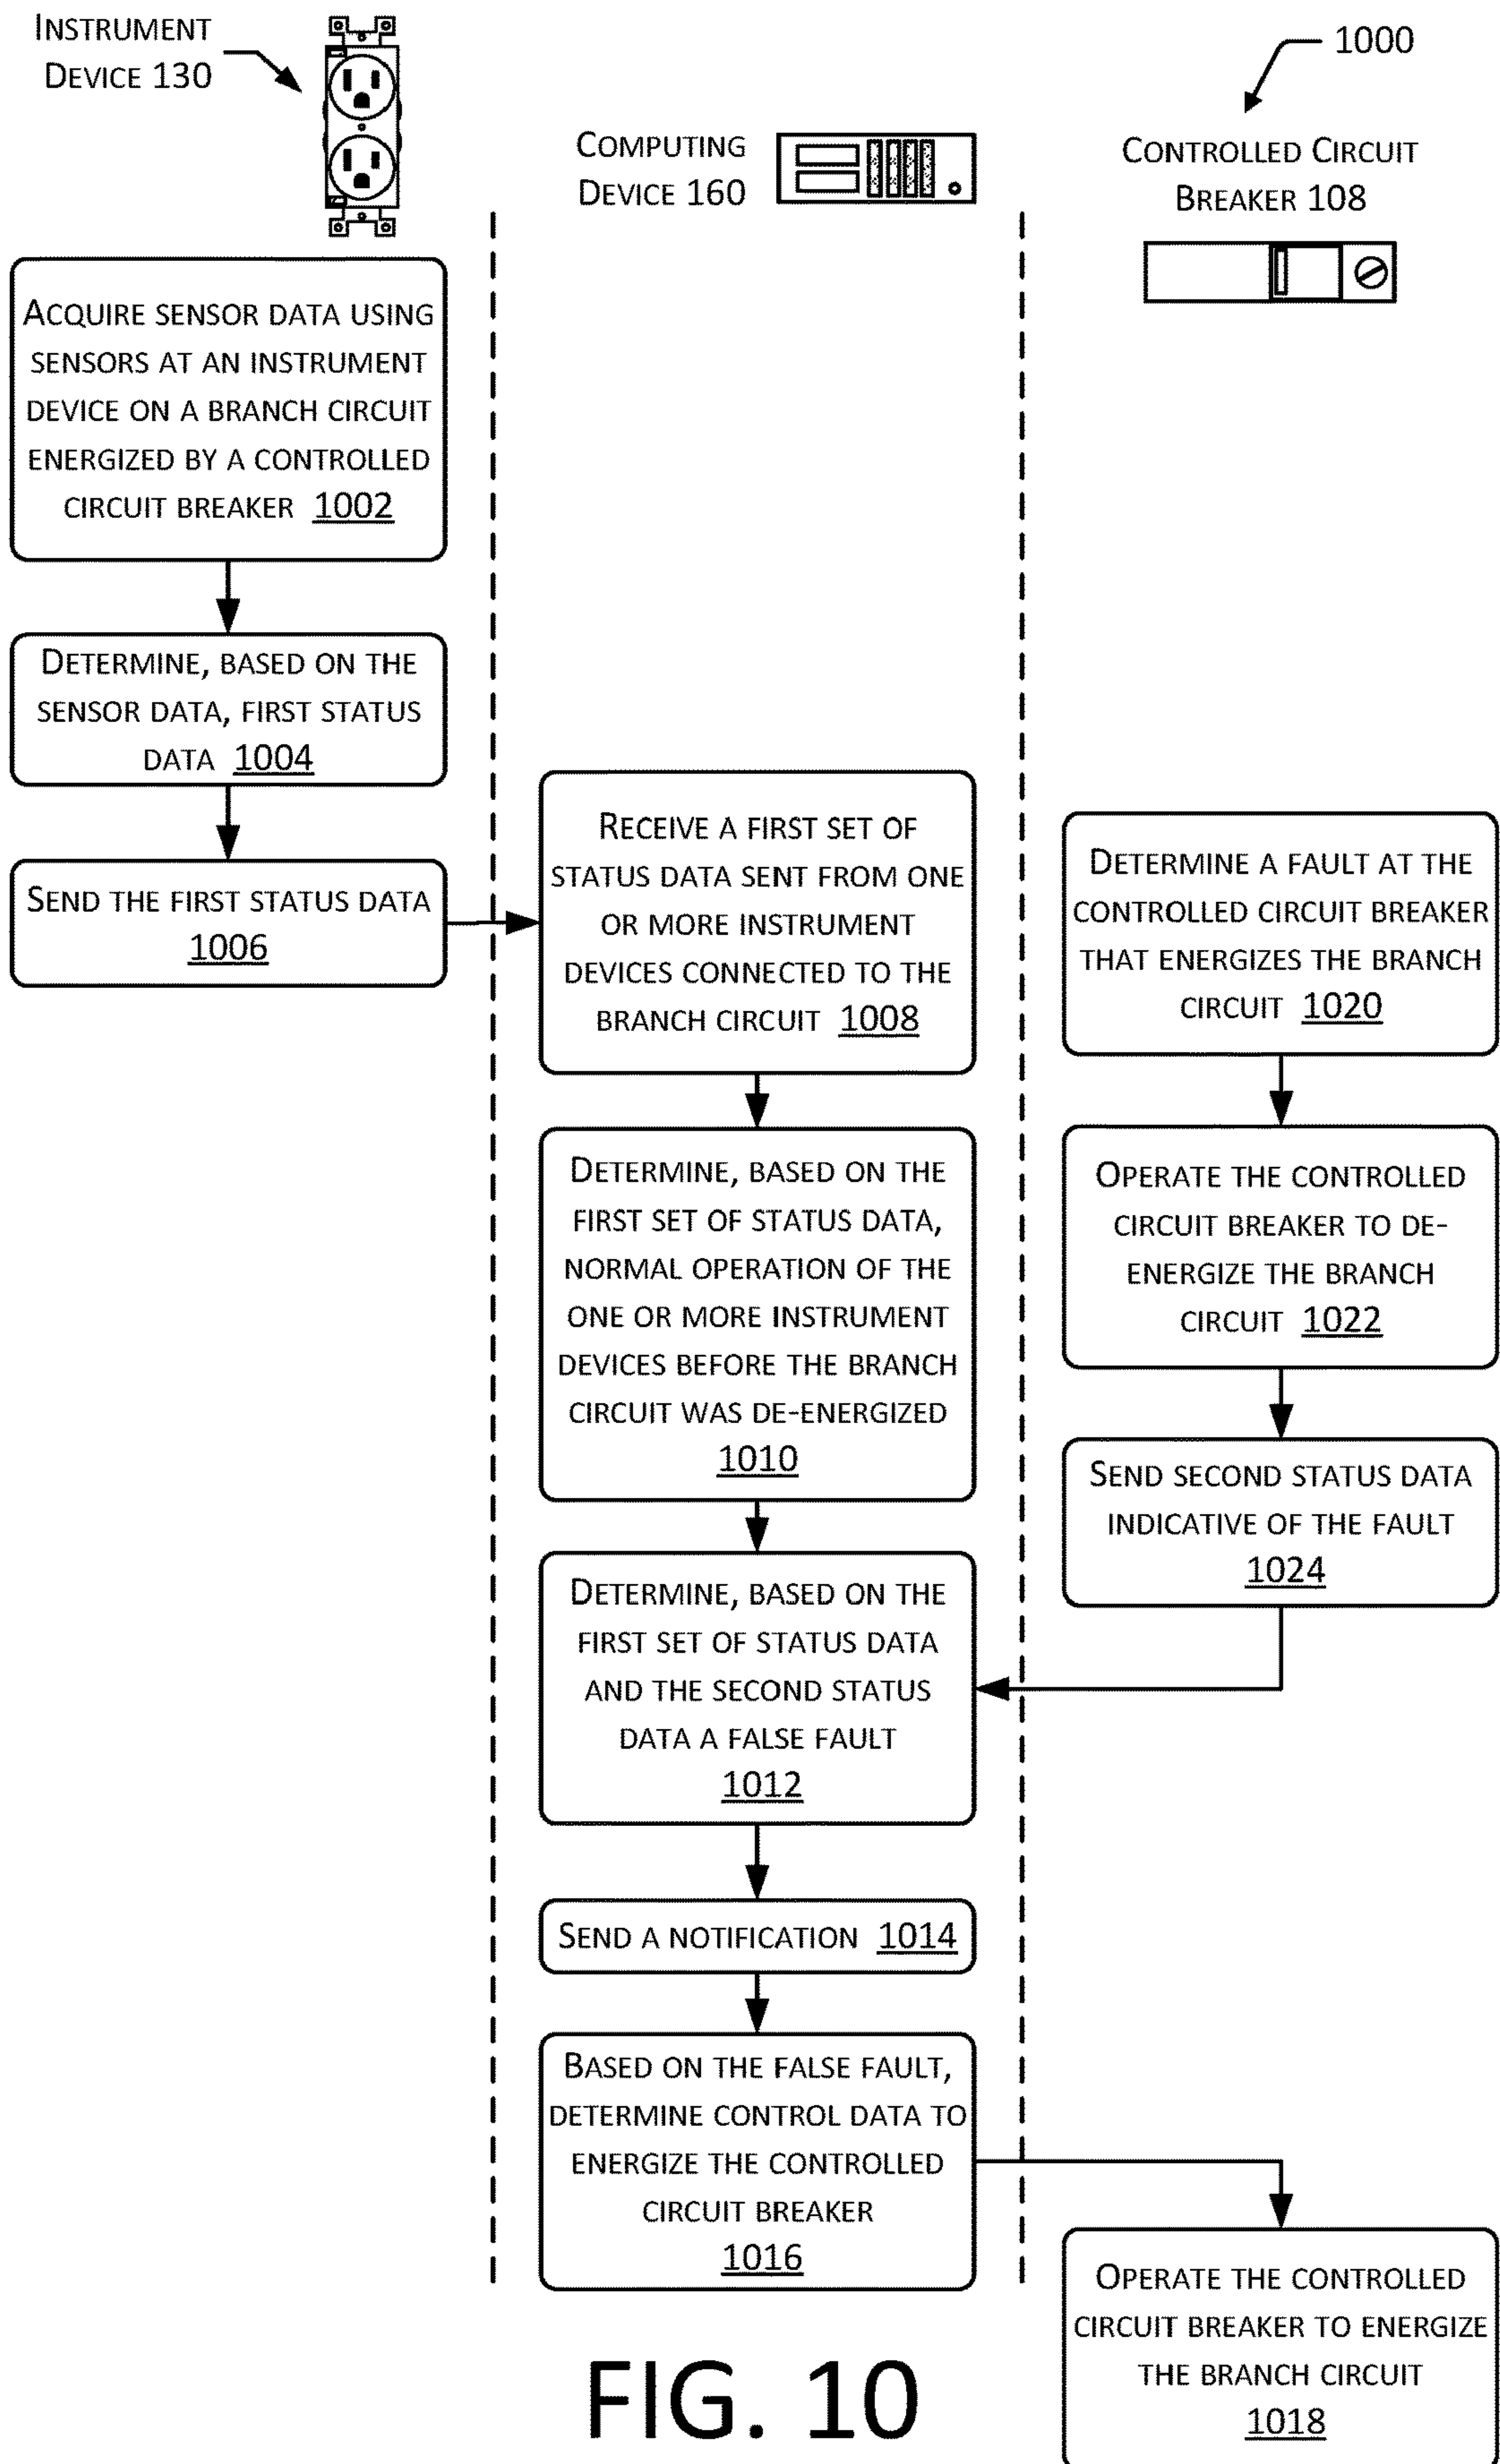 INSTRUMENT
DEVICE 130
1000
COMPUTING
DEVICE 160
CONTROLLED CIRCUIT
BREAKER 108
ACQUIRE SENSOR DATA USING
SENSORS AT AN INSTRUMENT
DEVICE ON A BRANCH CIRCUIT
ENERGIZED BY A CONTROLLED
CIRCUIT BREAKER 1002
DETERMINE, BASED ON THE
SENSOR DATA, FIRST STATUS
DATA 1004
SEND THE FIRST STATUS DATA
1006
RECEIVE A FIRST SET OF
STATUS DATA SENT FROM ONE
OR MORE INSTRUMENT
DEVICES CONNECTED TO THE
BRANCH CIRCUIT 1008
DETERMINE, BASED ON THE
FIRST SET OF STATUS DATA,
NORMAL OPERATION OF THE
ONE OR MORE INSTRUMENT
DEVICES BEFORE THE BRANCH
CIRCUIT WAS DE-ENERGIZED
1010
DETERMINE, BASED ON THE
FIRST SET OF STATUS DATA
AND THE SECOND STATUS
DATA A FALSE FAULT
1012
SEND A NOTIFICATION 1014
BASED ON THE FALSE FAULT,
DETERMINE CONTROL DATA TO
ENERGIZE THE CONTROLLED
CIRCUIT BREAKER
1016
DETERMINE A FAULT AT THE
CONTROLLED CIRCUIT BREAKER
THAT ENERGIZES THE BRANCH
CIRCUIT 1020
OPERATE THE CONTROLLED
CIRCUIT BREAKER TO DE-
ENERGIZE THE BRANCH
CIRCUIT 1022
SEND SECOND STATUS DATA
INDICATIVE OF THE FAULT
1024
OPERATE THE CONTROLLED
CIRCUIT BREAKER TO ENERGIZE
THE BRANCH CIRCUIT
1018
FIG. 10